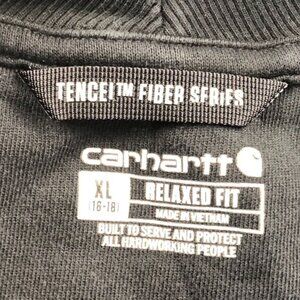 TENCEL™ FIBER SERIES
carhartt
XL
(16-18)
RELAXED FIT
MADE IN VIETNAM
BUILT TO SERVE AND PROTECT
ALL HARDWORKING PEOPLE